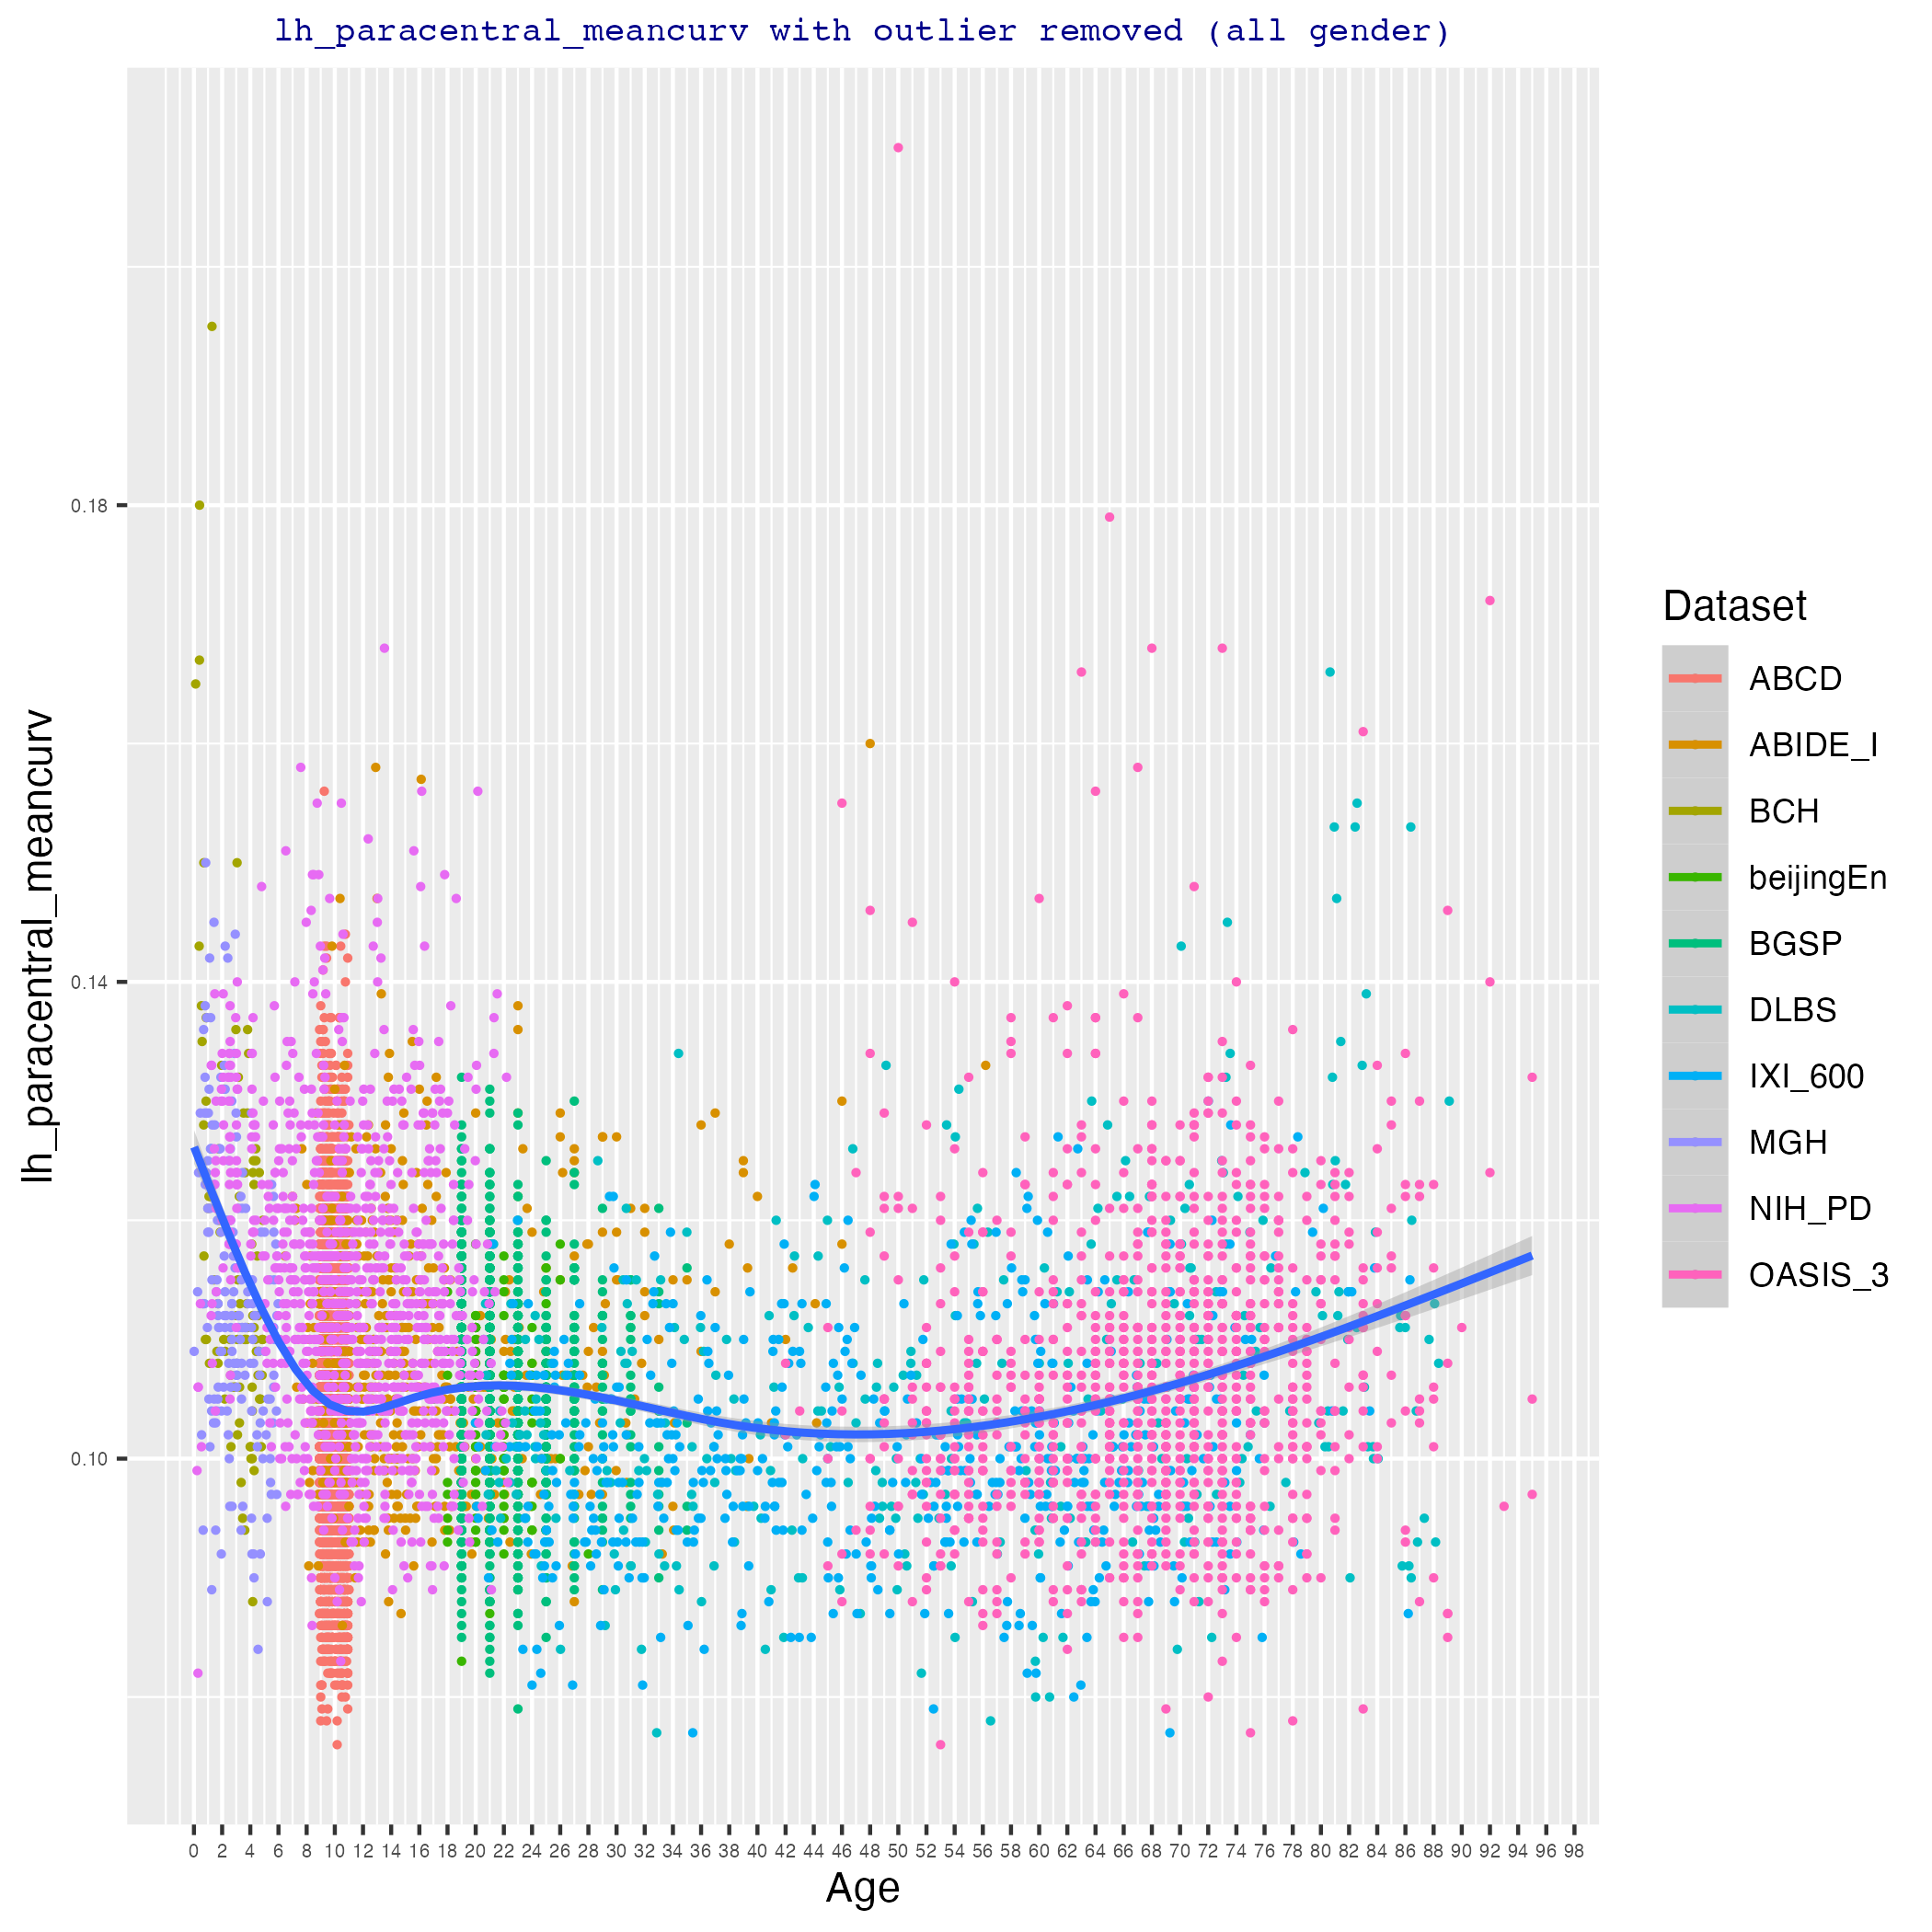 lh_paracentral_meancurv with outlier removed (all gender)
lh_paracentral_meancurv
0.18
0.14
0.10
0 2 4 6 8 10 12 14 16 18 20 22 24 26 28 30 32 34 36 38 40 42 44 46 48 50 52 54 56 58 60 62 64 66 68 70 72 74 76 78 80 82 84 86 88 90 92 94 96 98
Age
Dataset
ABCD
ABIDE_I
BCH
beijingEn
BGSP
DLBS
IXI_600
MGH
NIH_PD
OASIS_3